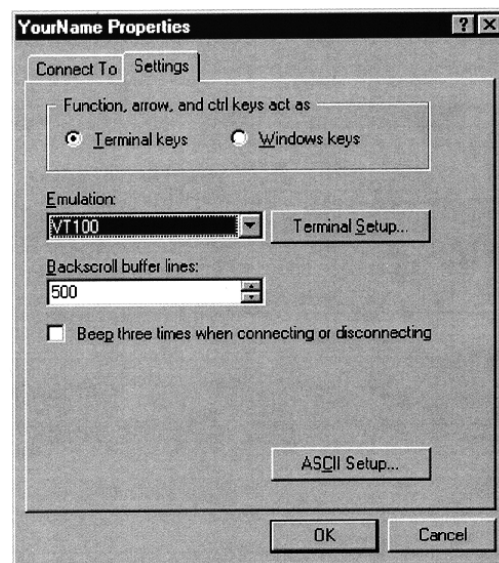 YourName Properties
Connect To Settings
Function, arrow, and ctrl keys act as
Terminal keys Windows keys
Emulation:
VT100 Terminal Setup...
Backscroll buffer lines:
500
Beep three times when connecting or disconnecting
ASCII Setup...
OK Cancel